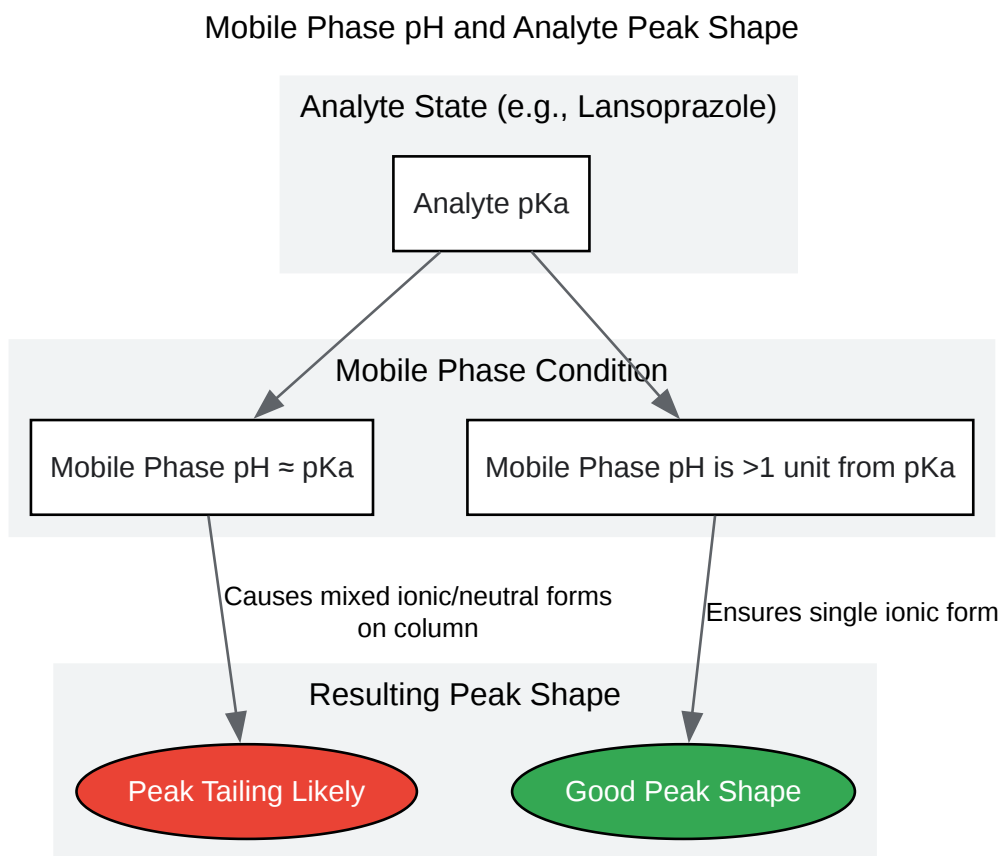 Mobile Phase pH and Analyte Peak Shape
Analyte State (e.g., Lansoprazole)
Analyte pKa
Mobile Phase Condition
Mobile Phase pH ≈ pKa
Mobile Phase pH is >1 unit from pKa
Causes mixed ionic/neutral forms
on column
Ensures single ionic form
Resulting Peak Shape
Peak Tailing Likely
Good Peak Shape